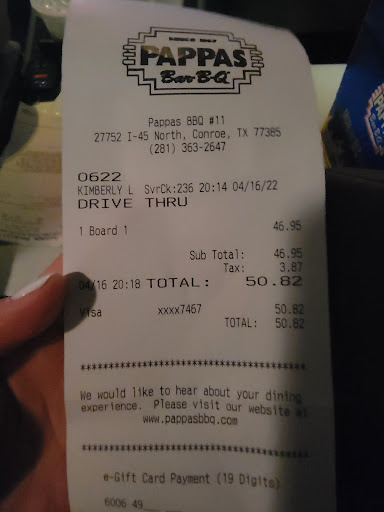 PAPPAS
Bar-B-Q
Pappas BBQ #11
27752 I-45 North, Conroe, TX 77385
(281) 363-2647
0622
KIMBERLY L SvrCk:236 20:14 04/16/22
DRIVE THRU
1 Board 1 46.95
Sub Total: 46.95
Tax: 3.87
04/16 20:18 TOTAL: 50.82
Visa xxxx7467 50.82
TOTAL: 50.82
****************************************
We would like to hear about your dining
experience. Please visit our website at
www.pappasbbq.com
****************************************
e-Gift Card Payment (19 Digits)
6006 49